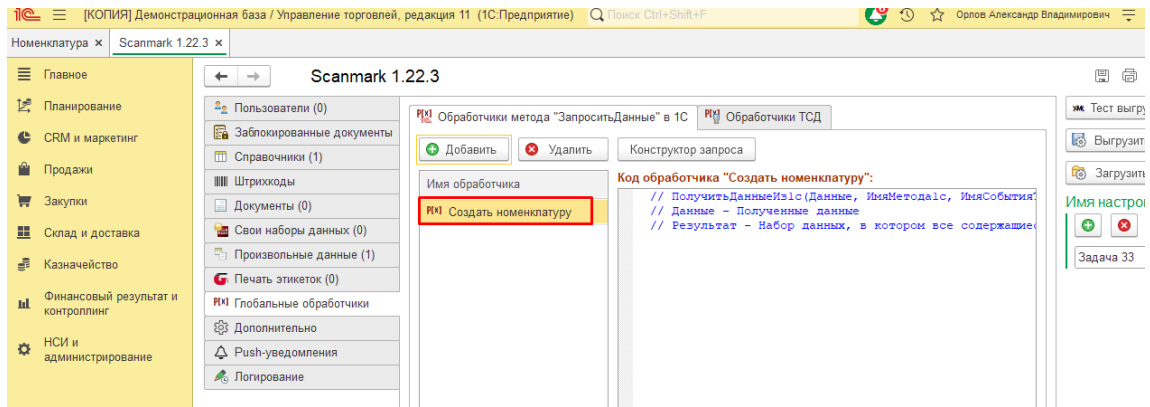 1С [КОПИЯ] Демонстрационная база / Управление торговлей, редакция 11 (1С:Предприятие) Поиск Ctrl+Shift+F Орлов Александр Владимирович
Номенклатура × Scanmark 1.22.3 ×
Главное
Планирование
CRM и маркетинг
Продажи
Закупки
Склад и доставка
Казначейство
Финансовый результат и
контроллинг
НСИ и
администрирование
Scanmark 1.22.3
Пользователи (0)
Заблокированные документы
Справочники (1)
Штрихкоды
Документы (0)
Свои наборы данных (0)
Произвольные данные (1)
Печать этикеток (0)
Глобальные обработчики
Дополнительно
Push-уведомления
Логирование
Обработчики метода "ЗапроситьДанные" в 1С Обработчики ТСД
Добавить Удалить Конструктор запроса
Имя обработчика
Создать номенклатуру
Код обработчика "Создать номенклатуру":
// ПолучитьДанныеИз1с(Данные, ИмяМетода1с, ИмяСобытия
// Данные - Полученные данные
// Результат - Набор данных, в котором все содержащиес
XML Тест выгру
Выгрузит
Загрузить
Имя настро
Задача 33